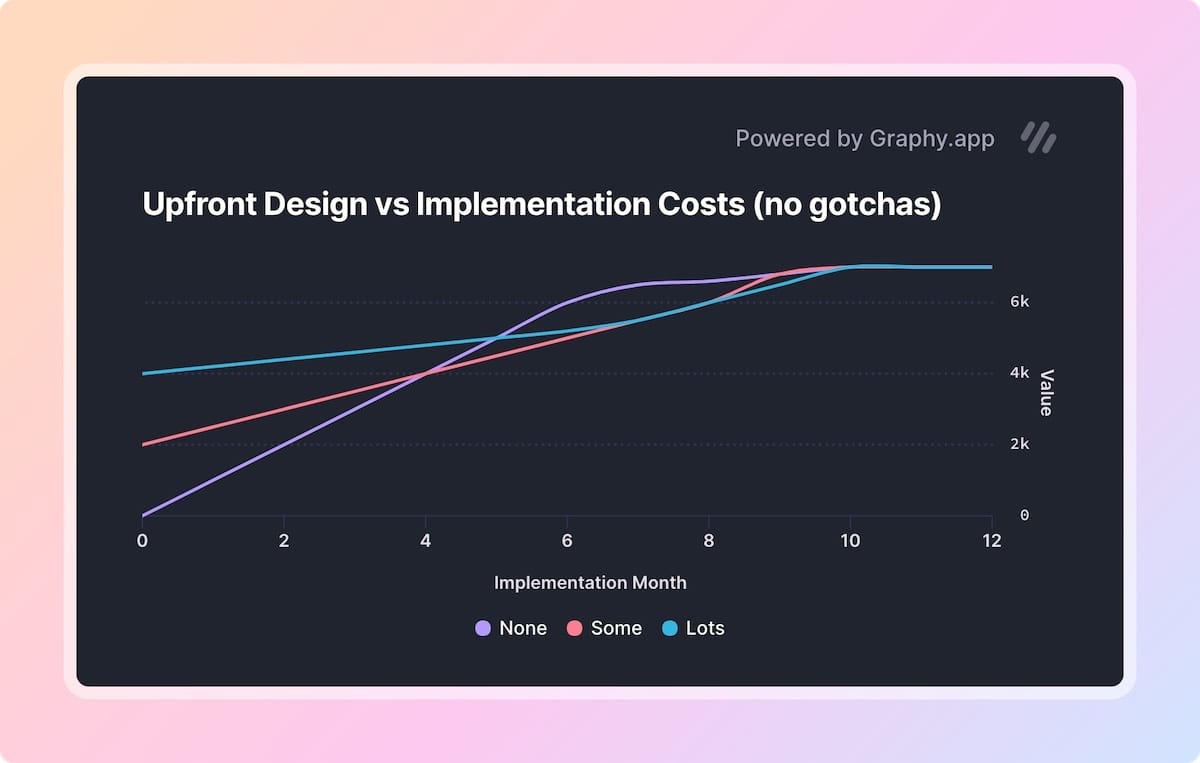 Powered by Graphy.app
Upfront Design vs Implementation Costs (no gotchas)
6k
4k
Value
2k
0
0 2 4 6 8 10 12
Implementation Month
None Some Lots